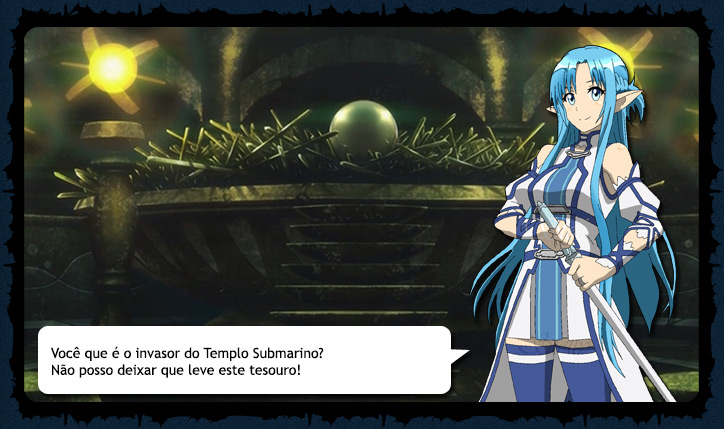 Você que é o invasor do Templo Submarino?
Não posso deixar que leve este tesouro!